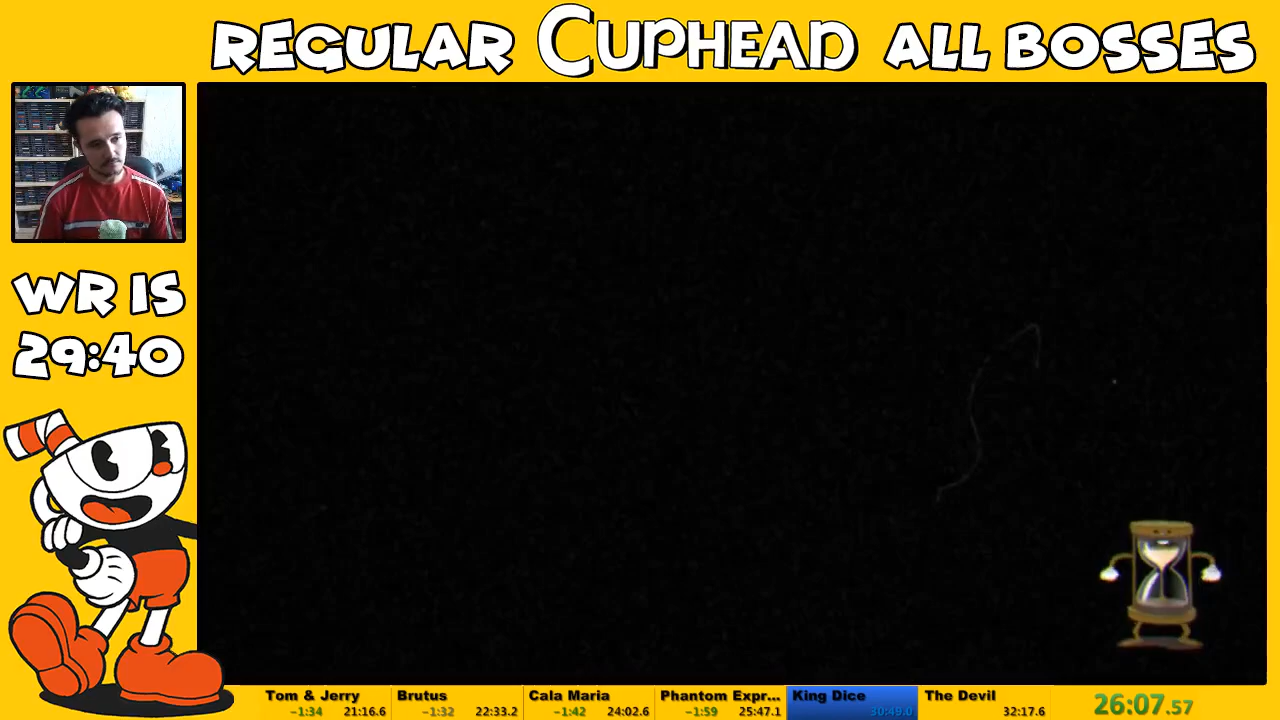 REGULAR CUPHEAD ALL BOSSES
WR IS
29:40
Tom & Jerry
-1:34 21:16.6
Brutus
-1:32 22:33.2
Cala Maria
-1:42 24:02.6
Phantom Expr...
-1:59 25:47.1
King Dice
30:49.0
The Devil
32:17.6
26:07.57